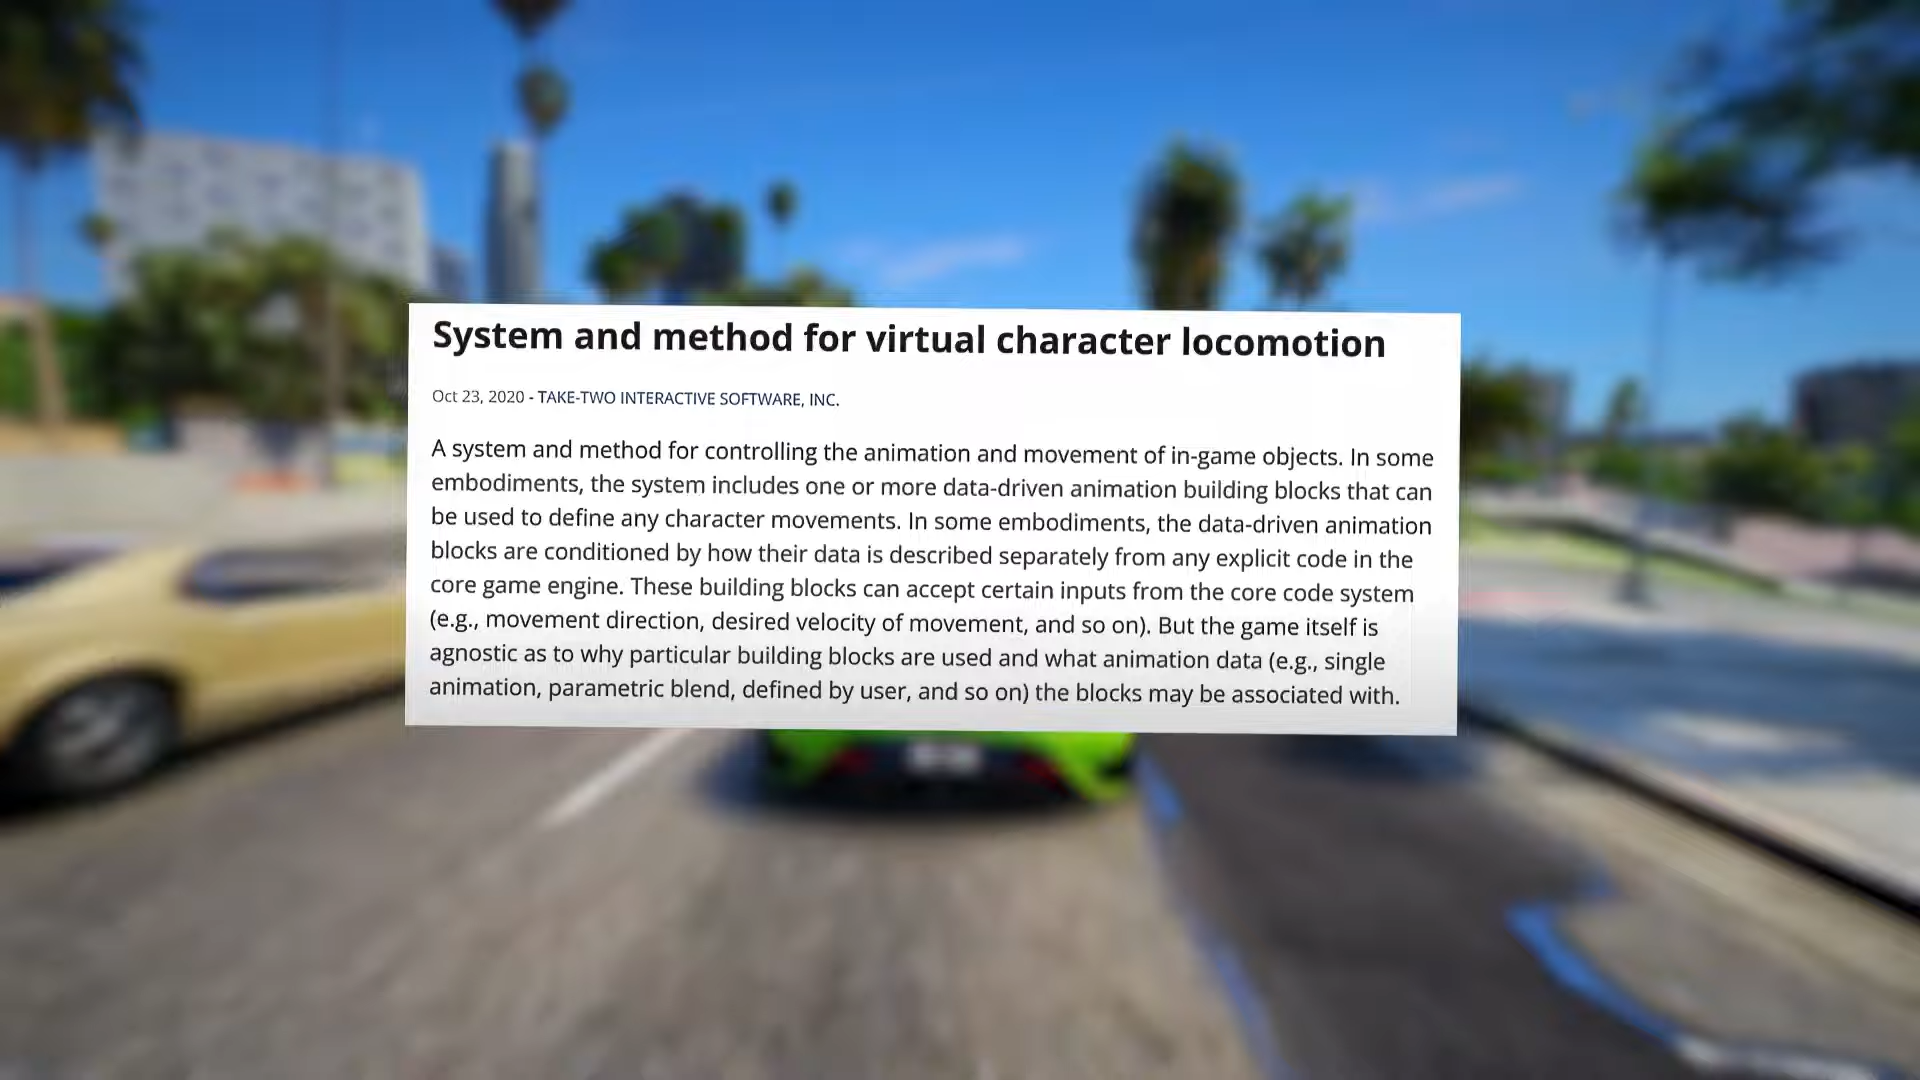 System and method for virtual character locomotion
Oct 23, 2020 - TAKE-TWO INTERACTIVE SOFTWARE, INC.
A system and method for controlling the animation and movement of in-game objects. In some
embodiments, the system includes one or more data-driven animation building blocks that can
be used to define any character movements. In some embodiments, the data-driven animation
blocks are conditioned by how their data is described separately from any explicit code in the
core game engine. These building blocks can accept certain inputs from the core code system
(e.g., movement direction, desired velocity of movement, and so on). But the game itself is
agnostic as to why particular building blocks are used and what animation data (e.g., single
animation, parametric blend, defined by user, and so on) the blocks may be associated with.